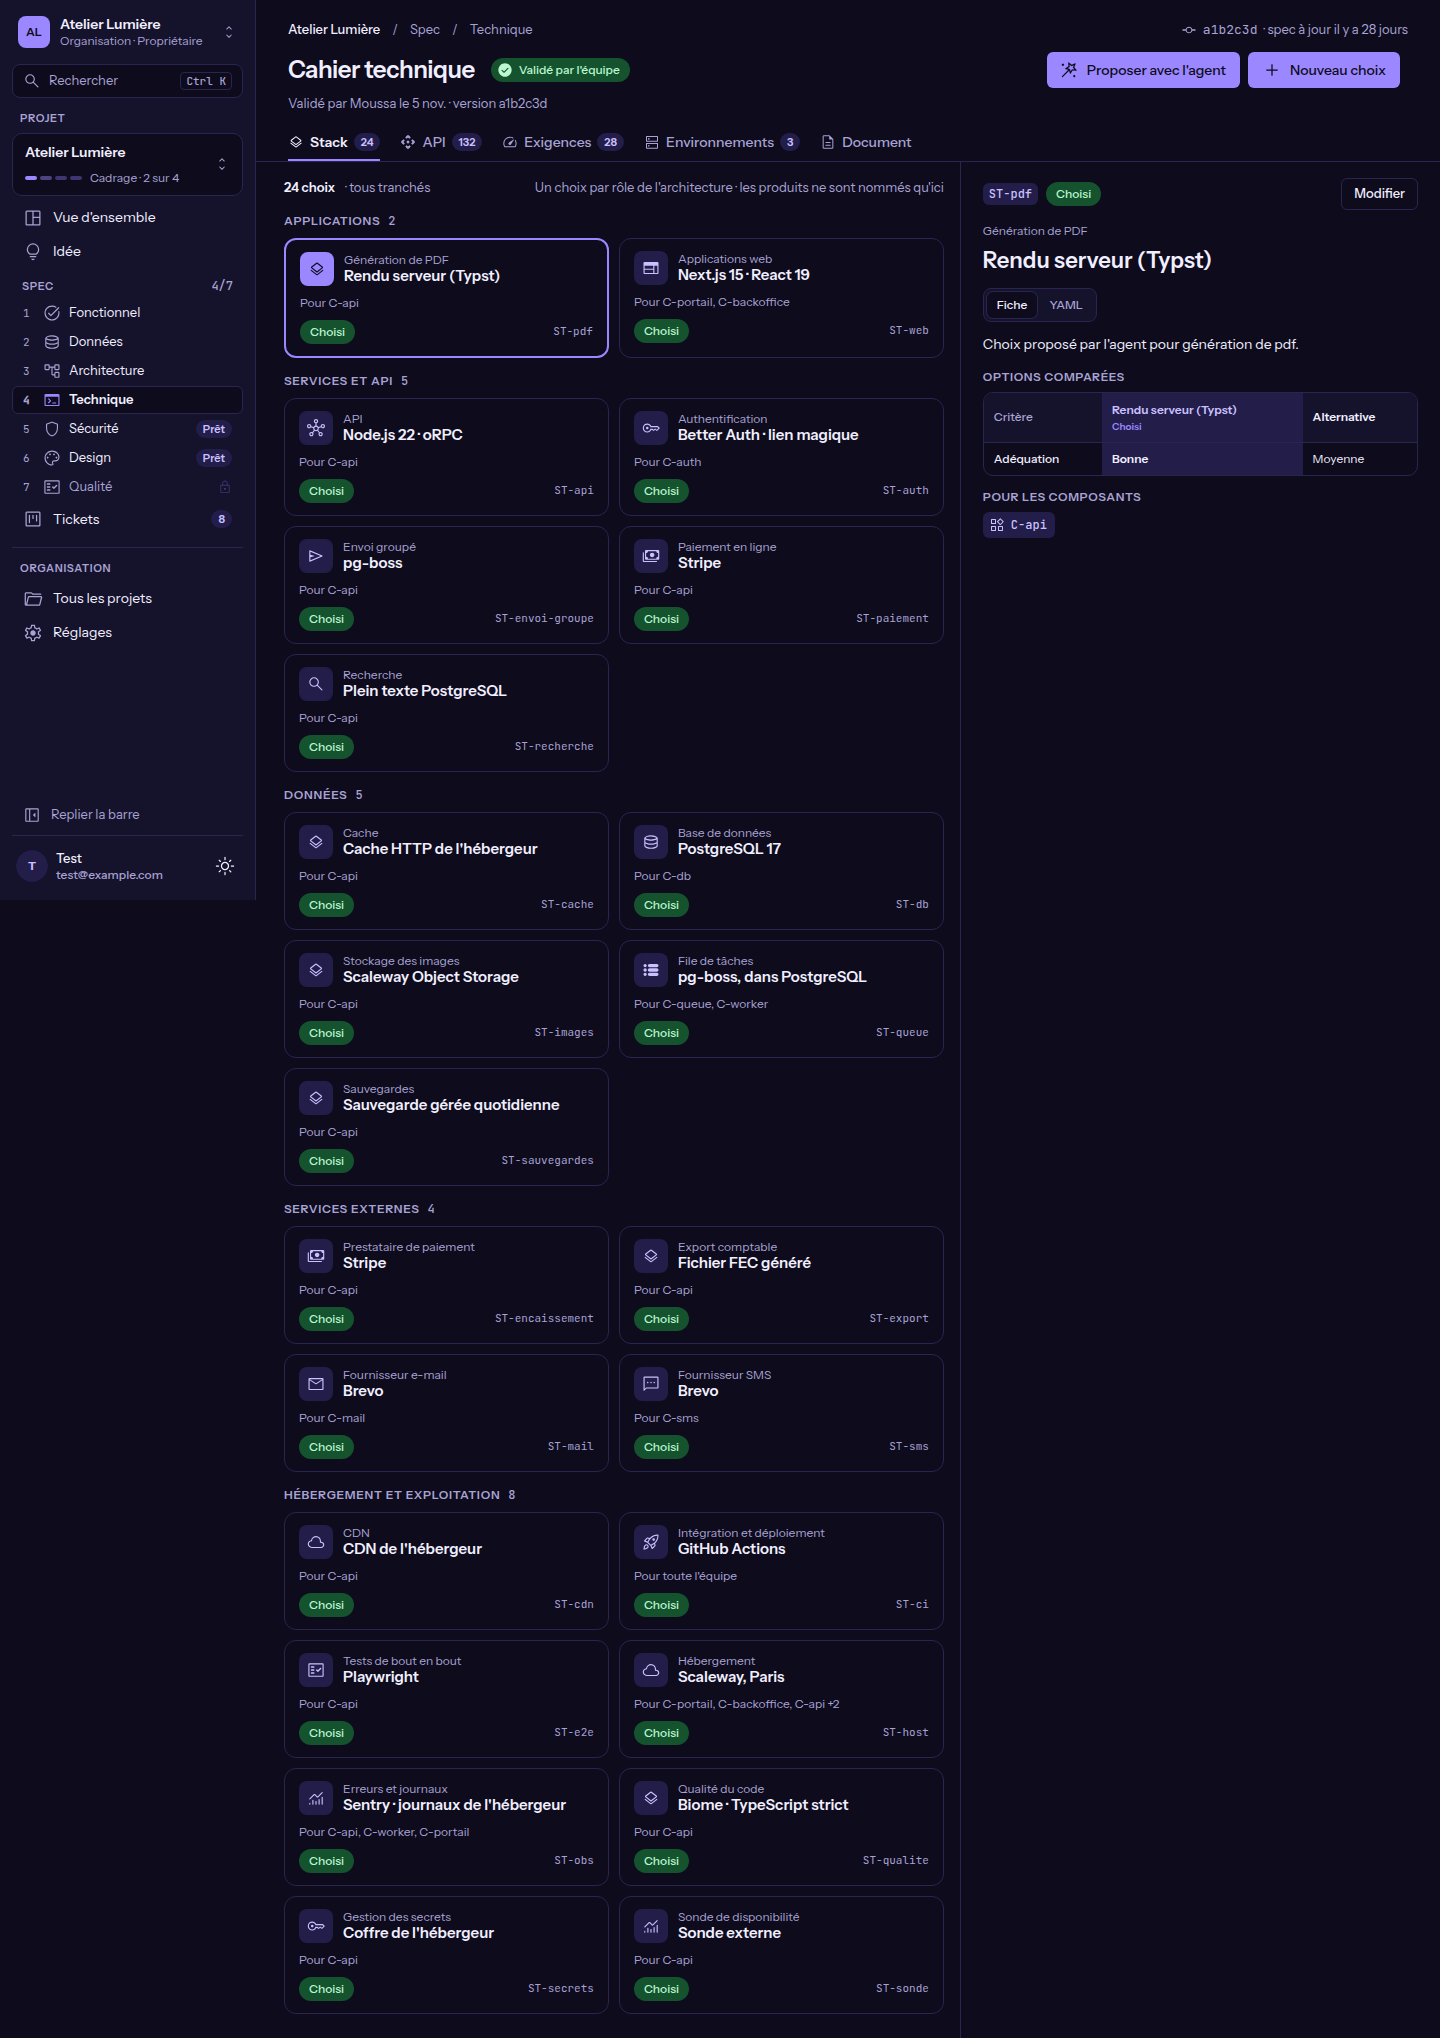 AL
Atelier Lumière
Organisation · Propriétaire
Rechercher
Ctrl K
PROJET
Atelier Lumière
Cadrage · 2 sur 4
Vue d'ensemble
Idée
SPEC 4/7
1 Fonctionnel
2 Données
3 Architecture
4 Technique
5 Sécurité Prêt
6 Design Prêt
7 Qualité
Tickets 8
ORGANISATION
Tous les projets
Réglages
Replier la barre
T
Test
test@example.com
Atelier Lumière / Spec / Technique
a1b2c3d · spec à jour il y a 28 jours
Cahier technique
Validé par l'équipe
Proposer avec l'agent
Nouveau choix
Validé par Moussa le 5 nov. · version a1b2c3d
Stack 24
API 132
Exigences 28
Environnements 3
Document
24 choix · tous tranchés
Un choix par rôle de l'architecture · les produits ne sont nommés qu'ici
APPLICATIONS 2
Génération de PDF
Rendu serveur (Typst)
Pour C-api
Choisi ST-pdf
Applications web
Next.js 15 · React 19
Pour C-portail, C-backoffice
Choisi ST-web
SERVICES ET API 5
API
Node.js 22 · oRPC
Pour C-api
Choisi ST-api
Authentification
Better Auth · lien magique
Pour C-auth
Choisi ST-auth
Envoi groupé
pg-boss
Pour C-api
Choisi ST-envoi-groupe
Paiement en ligne
Stripe
Pour C-api
Choisi ST-paiement
Recherche
Plein texte PostgreSQL
Pour C-api
Choisi ST-recherche
DONNÉES 5
Cache
Cache HTTP de l'hébergeur
Pour C-api
Choisi ST-cache
Base de données
PostgreSQL 17
Pour C-db
Choisi ST-db
Stockage des images
Scaleway Object Storage
Pour C-api
Choisi ST-images
File de tâches
pg-boss, dans PostgreSQL
Pour C-queue, C-worker
Choisi ST-queue
Sauvegardes
Sauvegarde gérée quotidienne
Pour C-api
Choisi ST-sauvegardes
SERVICES EXTERNES 4
Prestataire de paiement
Stripe
Pour C-api
Choisi ST-encaissement
Export comptable
Fichier FEC généré
Pour C-api
Choisi ST-export
Fournisseur e-mail
Brevo
Pour C-mail
Choisi ST-mail
Fournisseur SMS
Brevo
Pour C-sms
Choisi ST-sms
HÉBERGEMENT ET EXPLOITATION 8
CDN
CDN de l'hébergeur
Pour C-api
Choisi ST-cdn
Intégration et déploiement
GitHub Actions
Pour toute l'équipe
Choisi ST-ci
Tests de bout en bout
Playwright
Pour C-api
Choisi ST-e2e
Hébergement
Scaleway, Paris
Pour C-portail, C-backoffice, C-api +2
Choisi ST-host
Erreurs et journaux
Sentry · journaux de l'hébergeur
Pour C-api, C-worker, C-portail
Choisi ST-obs
Qualité du code
Biome · TypeScript strict
Pour C-api
Choisi ST-qualite
Gestion des secrets
Coffre de l'hébergeur
Pour C-api
Choisi ST-secrets
Sonde de disponibilité
Sonde externe
Pour C-api
Choisi ST-sonde
ST-pdf Choisi Modifier
Génération de PDF
Rendu serveur (Typst)
Fiche YAML
Choix proposé par l'agent pour génération de pdf.
OPTIONS COMPARÉES
Critère
Rendu serveur (Typst)
Choisi
Alternative
Adéquation Bonne Moyenne
POUR LES COMPOSANTS
C-api